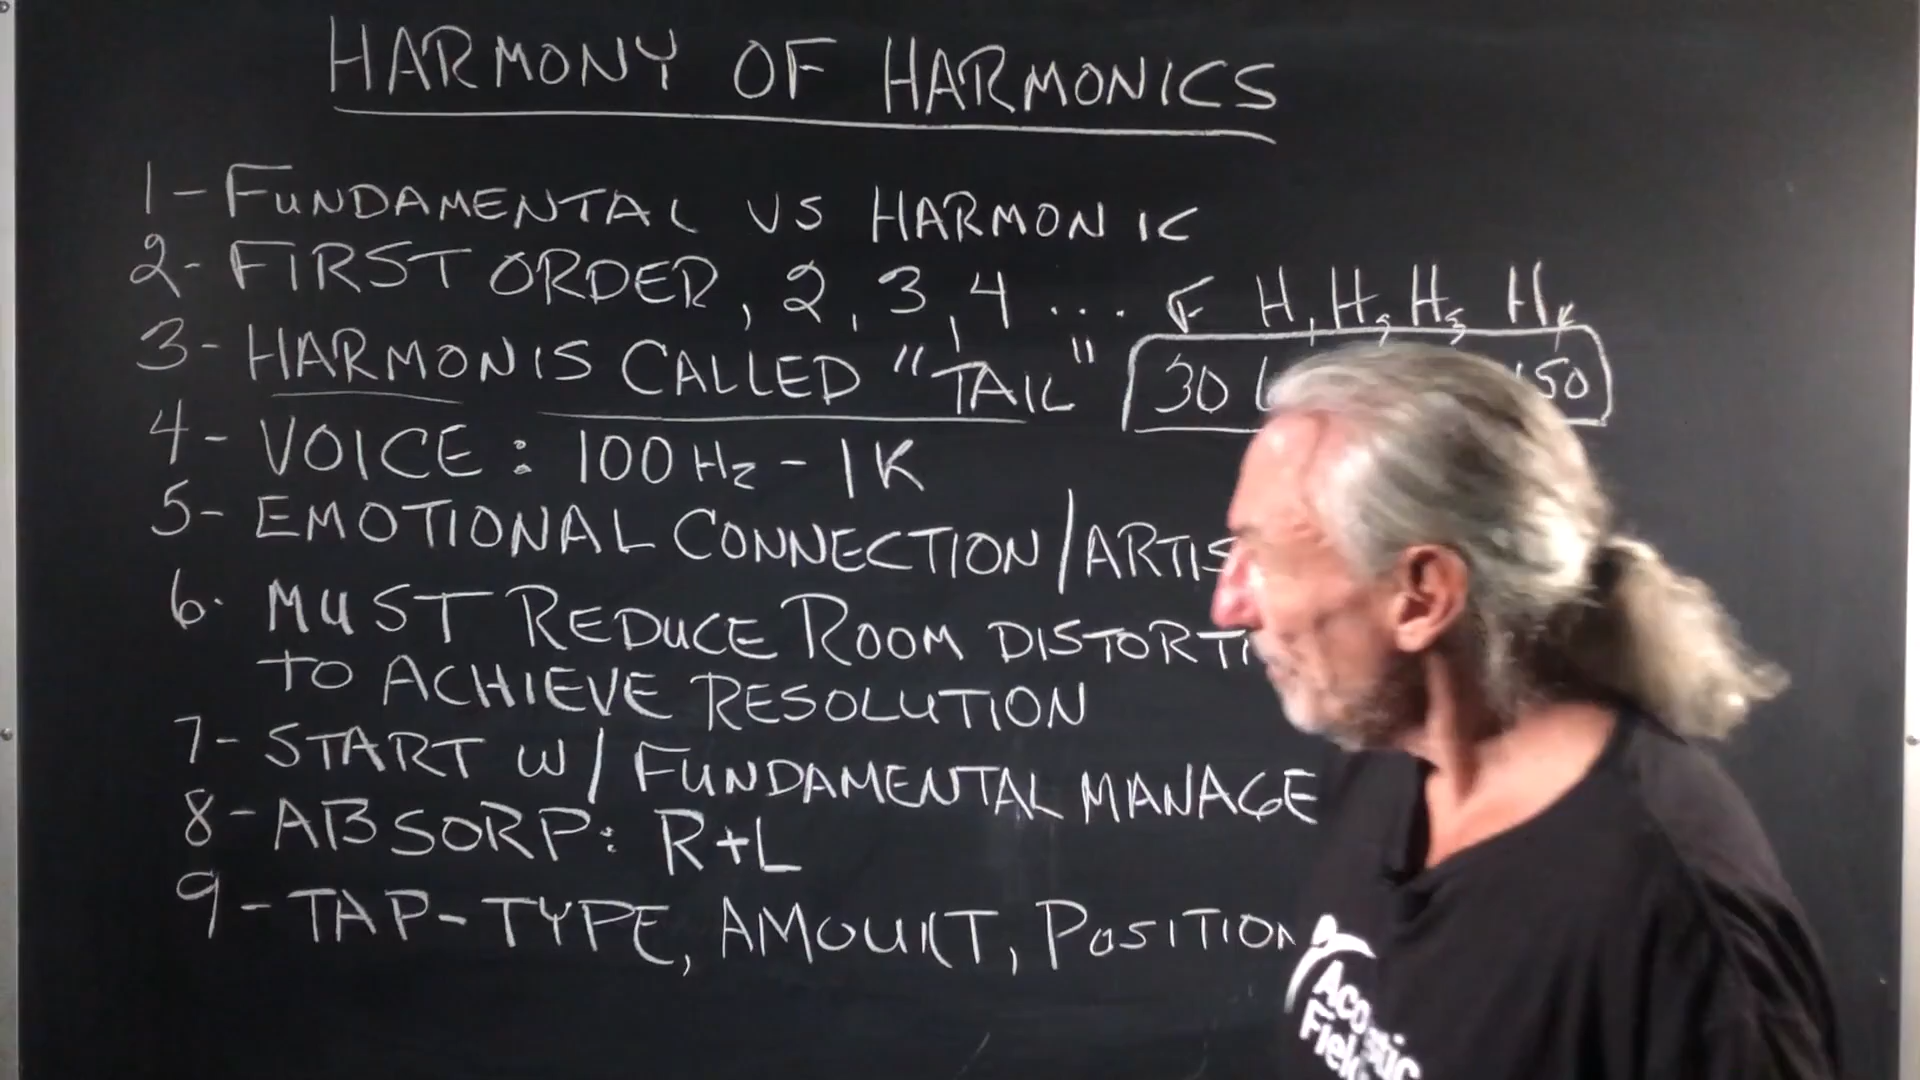 HARMONY OF HARMONICS
1- FUNDAMENTAL VS HARMONIC
2- FIRST ORDER, 2, 3, 4 .... F H1 H2 H3 H4
3- HARMONIS CALLED "TAIL" 30 150
4- VOICE: 100Hz - 1K
5- EMOTIONAL CONNECTION/ARTIS
6. MUST REDUCE ROOM DISTORTI
TO ACHIEVE RESOLUTION
7- START W/ FUNDAMENTAL MANAGE
8- ABSORP: R+L
9- TAP-TYPE, AMOUNT, POSITION
Acoustic
Field